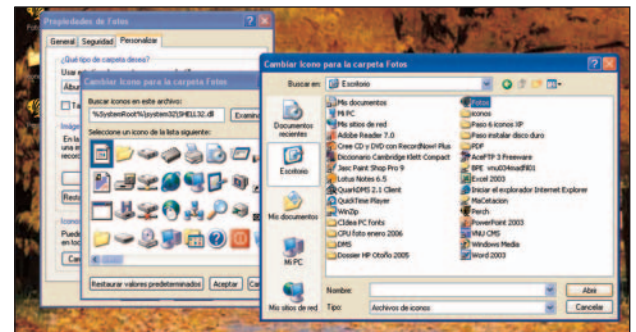 Propiedades de Fotos
General Seguridad Personalizar
¿Qué tipo de carpeta desea?
Cambiar Icono para la carpeta Fotos
Buscar iconos en este archivo:
%SystemRoot%\system32\SHELL32.dll
Seleccione un icono de la lista siguiente:
Restaurar valores predeterminados
Aceptar
Cambiar Icono para la carpeta Fotos
Buscar en:
Escritorio
Documentos recientes
Escritorio
Mis documentos
Mi PC
Mis sitios de red
Mis documentos
Mi PC
Mis sitios de red
Adobe Reader 7.0
Cree CD y DVD con RecordNow! Plus
Diccionario Cambridge Klett Compact
Jasc Paint Shop Pro 9
Lotus Notes 6.5
QuarkDMS 2.1 Client
QuickTime Player
WinZip
CIdea PC fonts
CPU foto enero 2006
DMS
Dossier HP Otoño 2005
Fotos
iconos
Paso 6 iconos XP
Paso instalar disco duro
PDF
AceFTP 3 Freeware
BPE vnu034madfil01
Excel 2003
Iniciar el explorador Internet Explorer
MaCetacion
Perch
PowerPoint 2003
VNU CMS
Windows Media
Word 2003
Nombre:
Abrir
Tipo:
Archivos de iconos
Cancelar